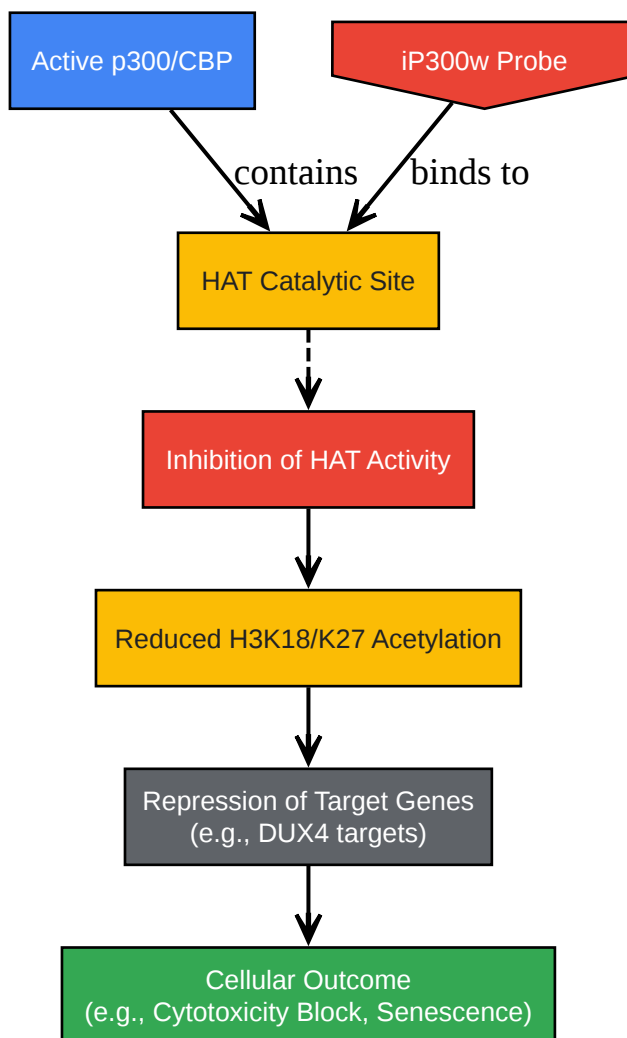 Active p300/CBP
iP300w Probe
contains
binds to
HAT Catalytic Site
Inhibition of HAT Activity
Reduced H3K18/K27 Acetylation
Repression of Target Genes
(e.g., DUX4 targets)
Cellular Outcome
(e.g., Cytotoxicity Block, Senescence)